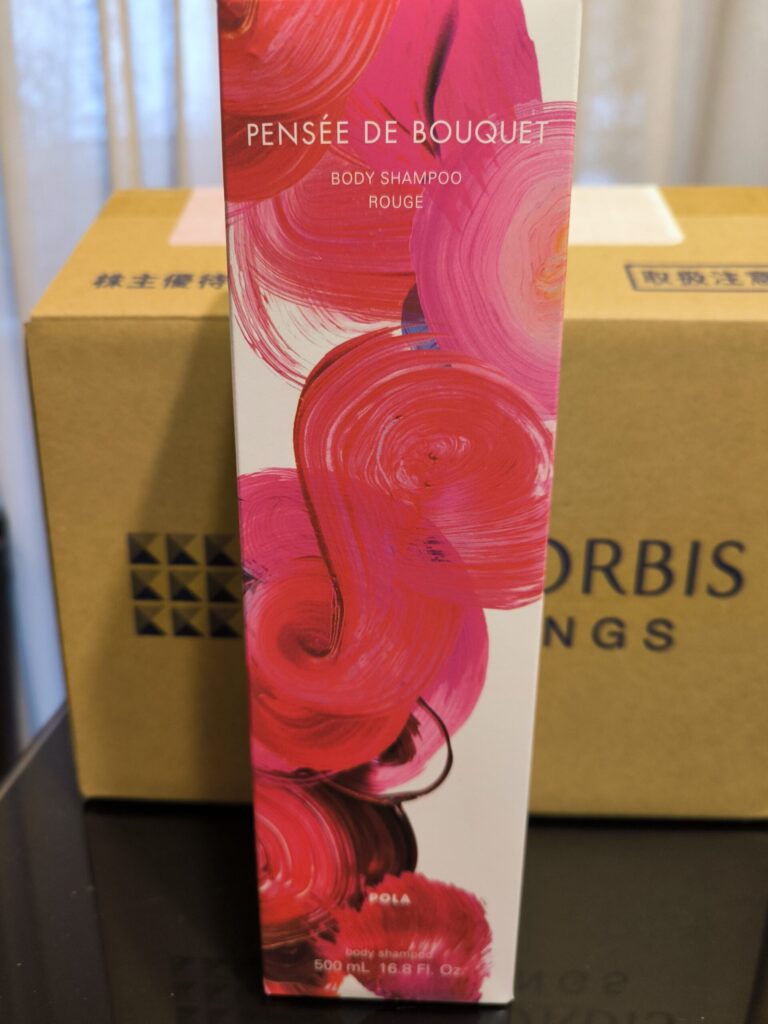 PENSÉE DE BOUQUET
BODY SHAMPOO
ROUGE
株主優待
取扱注意
ORBIS
NGS
POLA
body shampoo
500 mL 16.8 Fl. Oz.